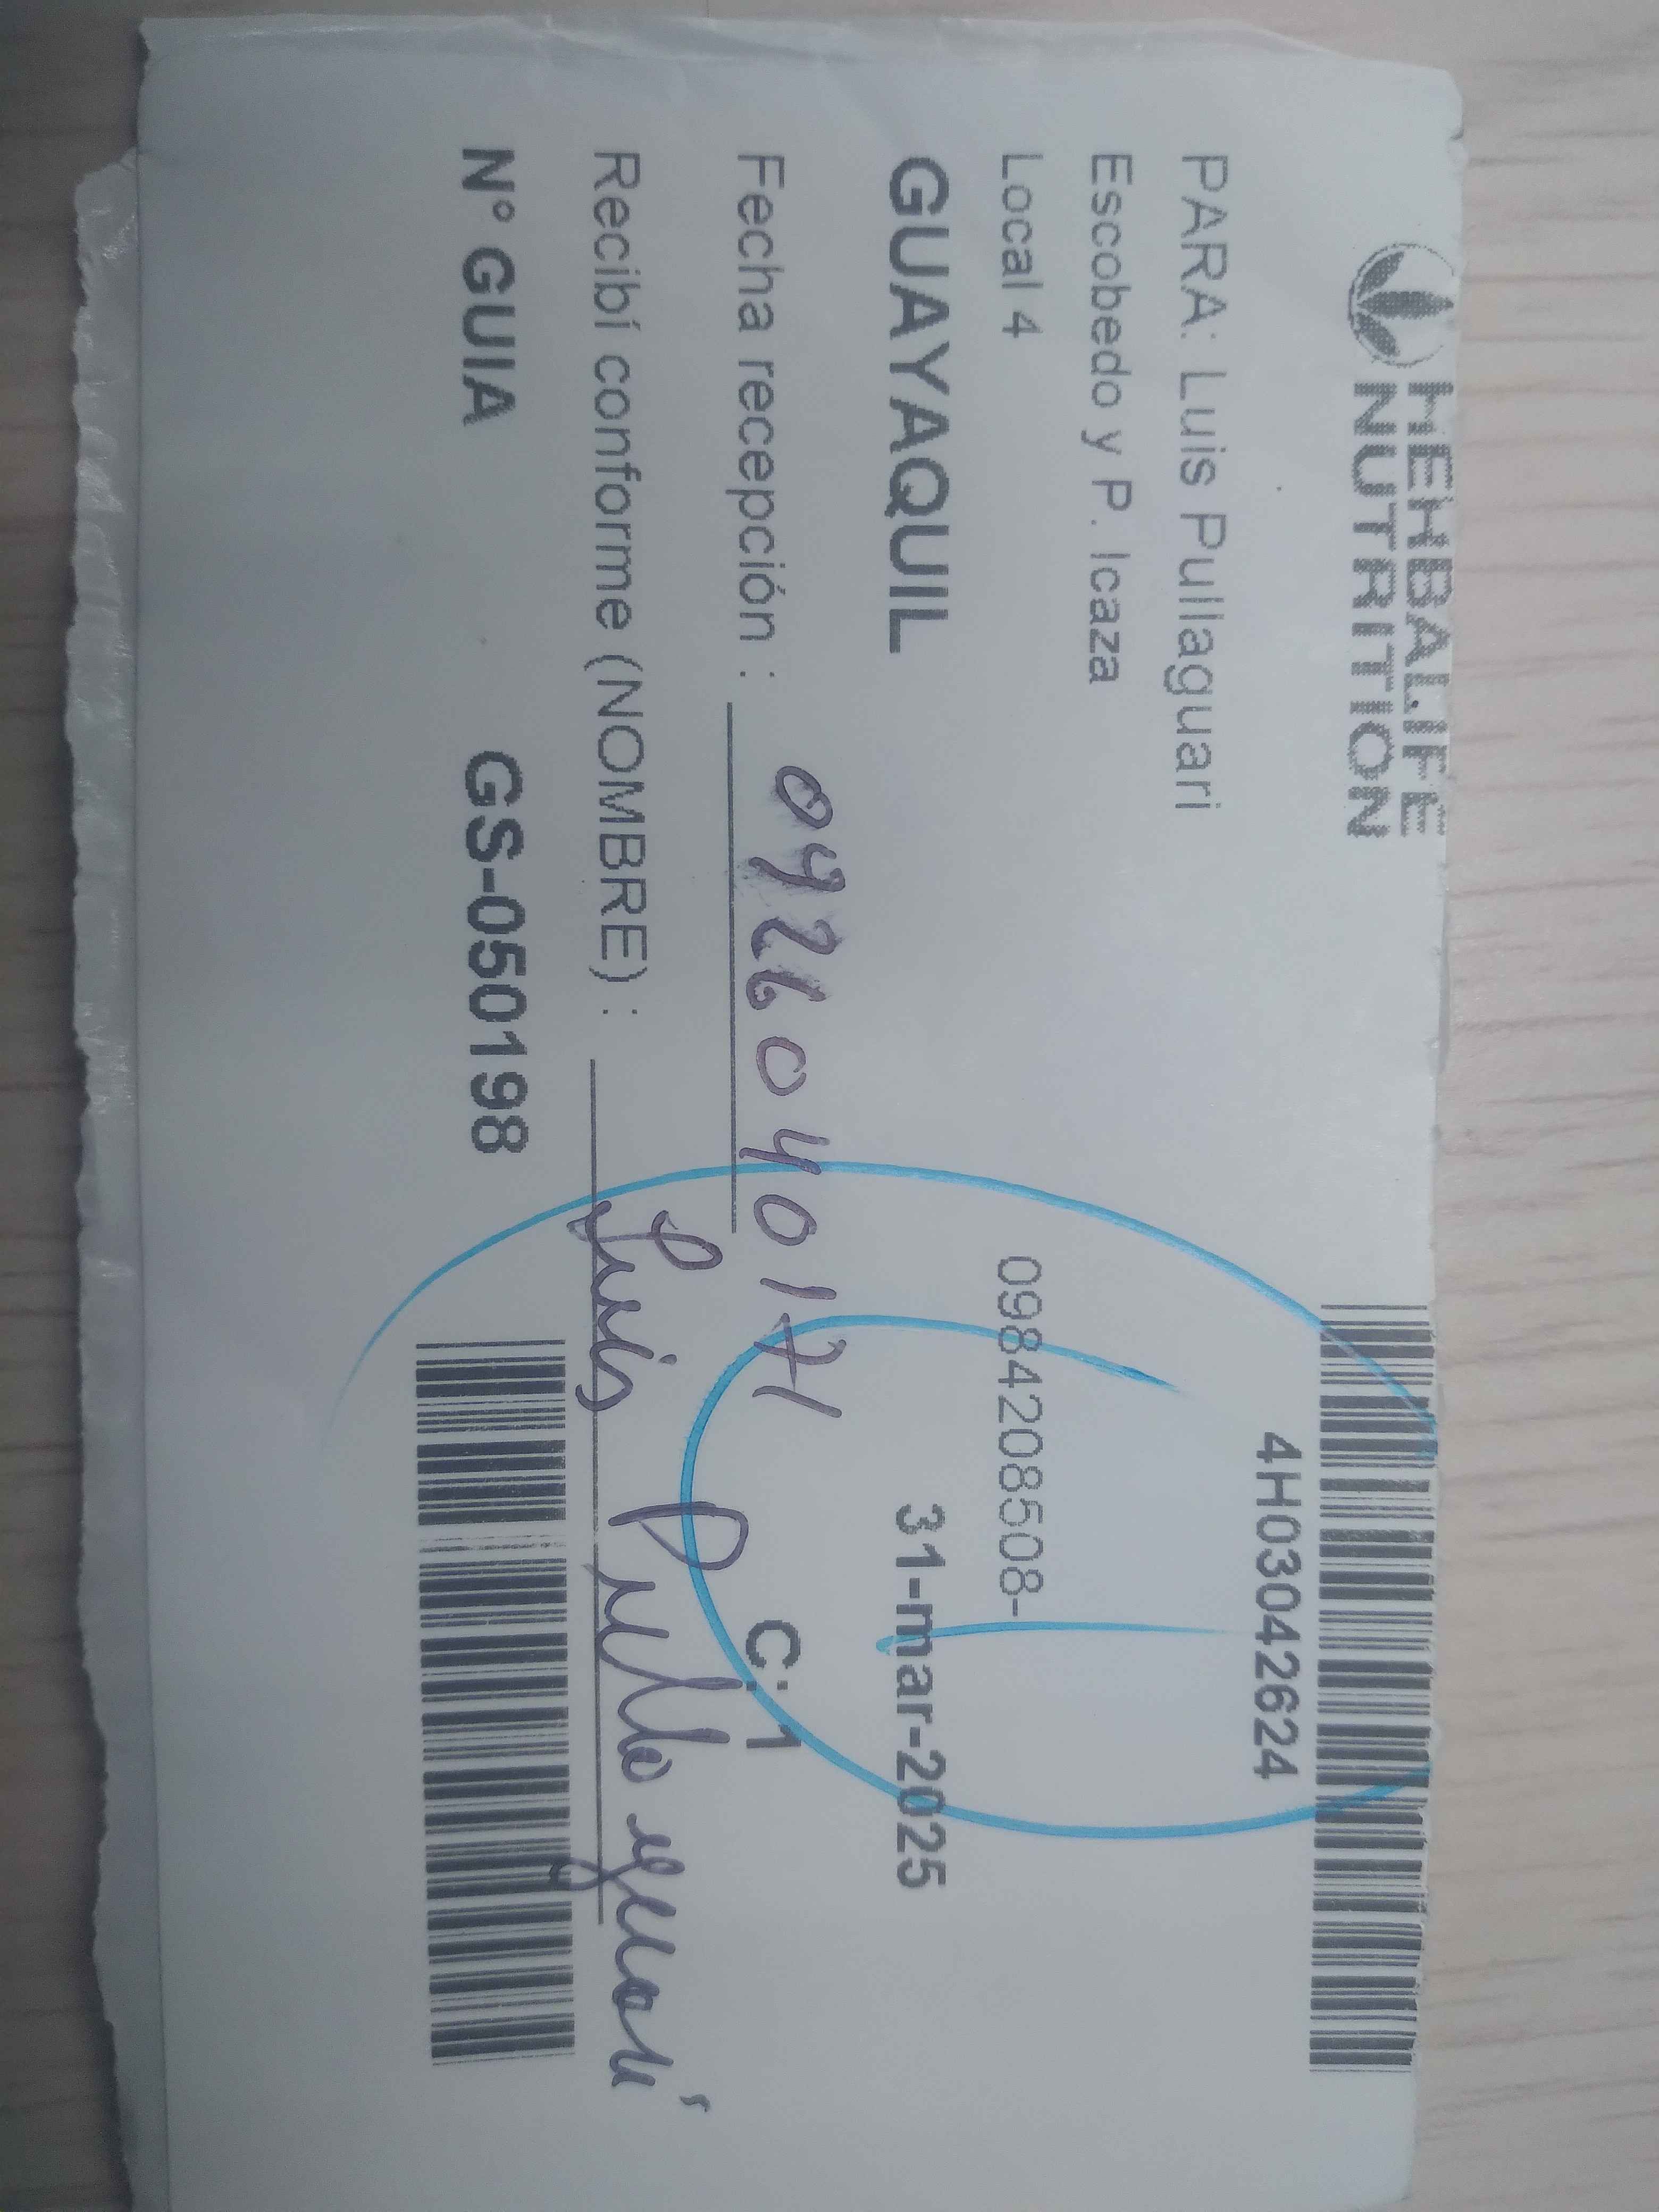 HERBALIFE
NUTRITION
4H03042624
PARA: Luis Pullaguari
Escobedo y P. Icaza
Local 4
0984208508-
GUAYAQUIL
31-mar-2025
Fecha recepción : 0926040171
C: 1
Recibí conforme (NOMBRE) : Luis Pullaguari
N° GUIA GS-050198